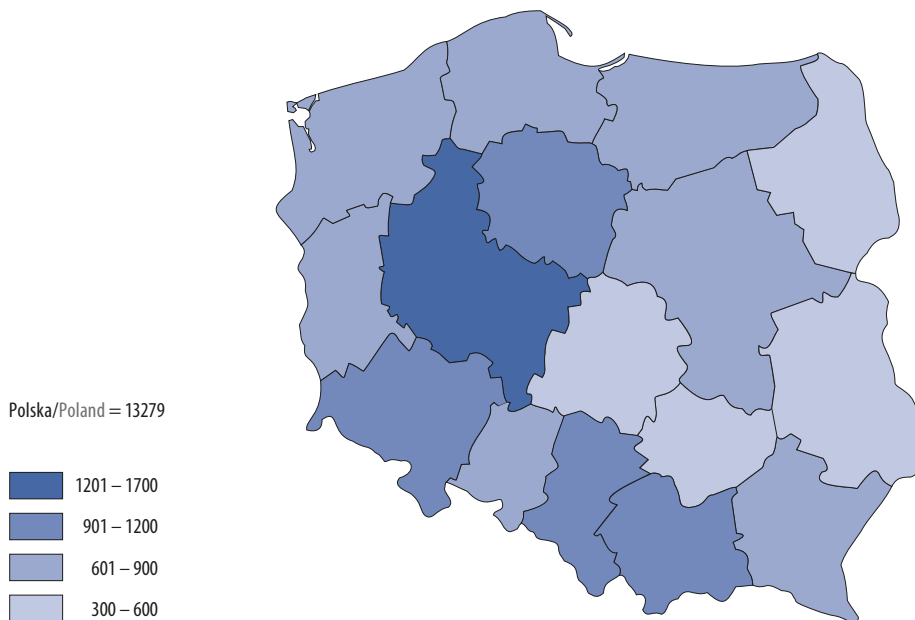 Polska/Poland = 13279
1201 – 1700
901 – 1200
601 – 900
300 – 600